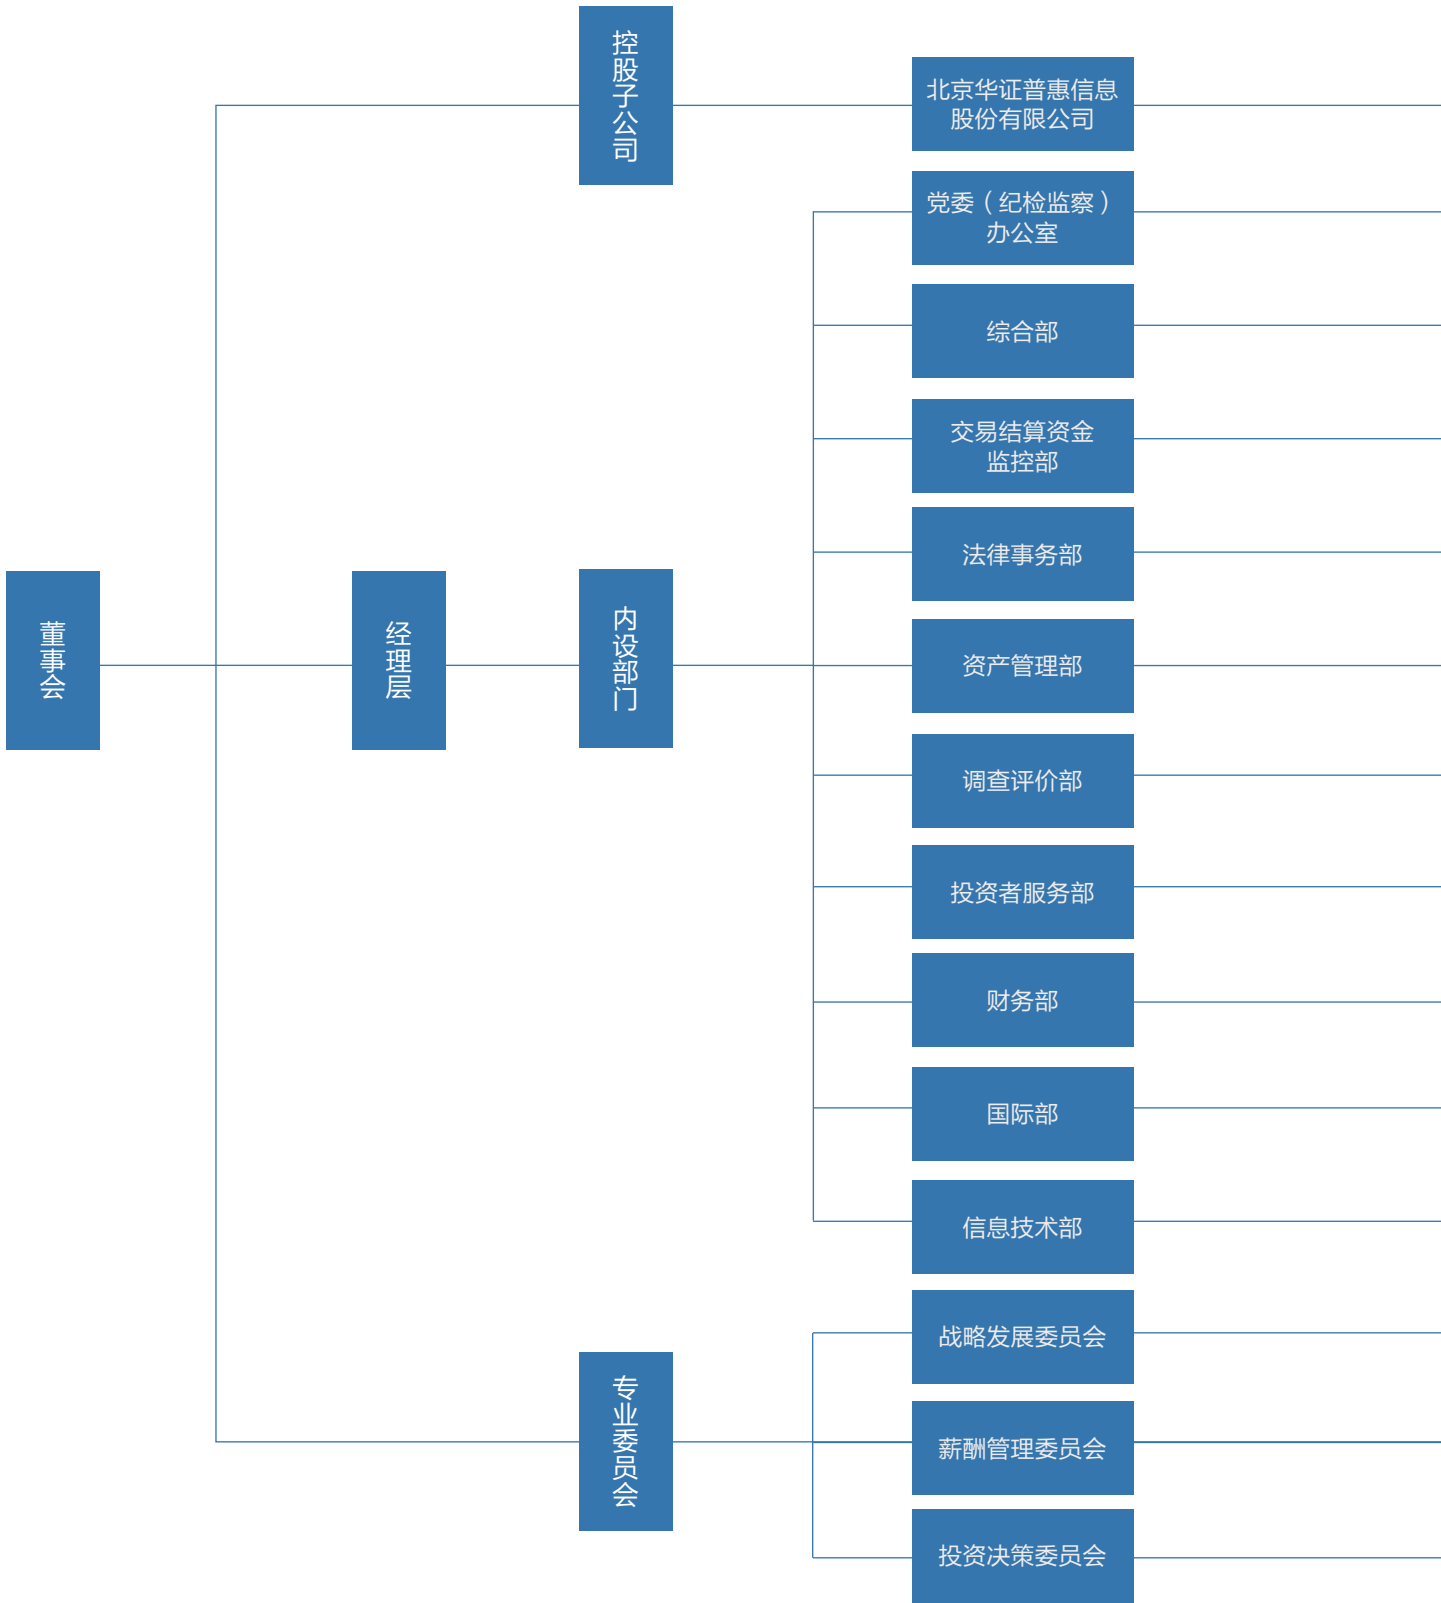 控股子公司
北京华证普惠信息
股份有限公司
党委（纪检监察）
办公室
综合部
交易结算资金
监控部
法律事务部
董事会
经理层
内设部门
资产管理部
调查评价部
投资者服务部
财务部
国际部
信息技术部
专业委员会
战略发展委员会
薪酬管理委员会
投资决策委员会